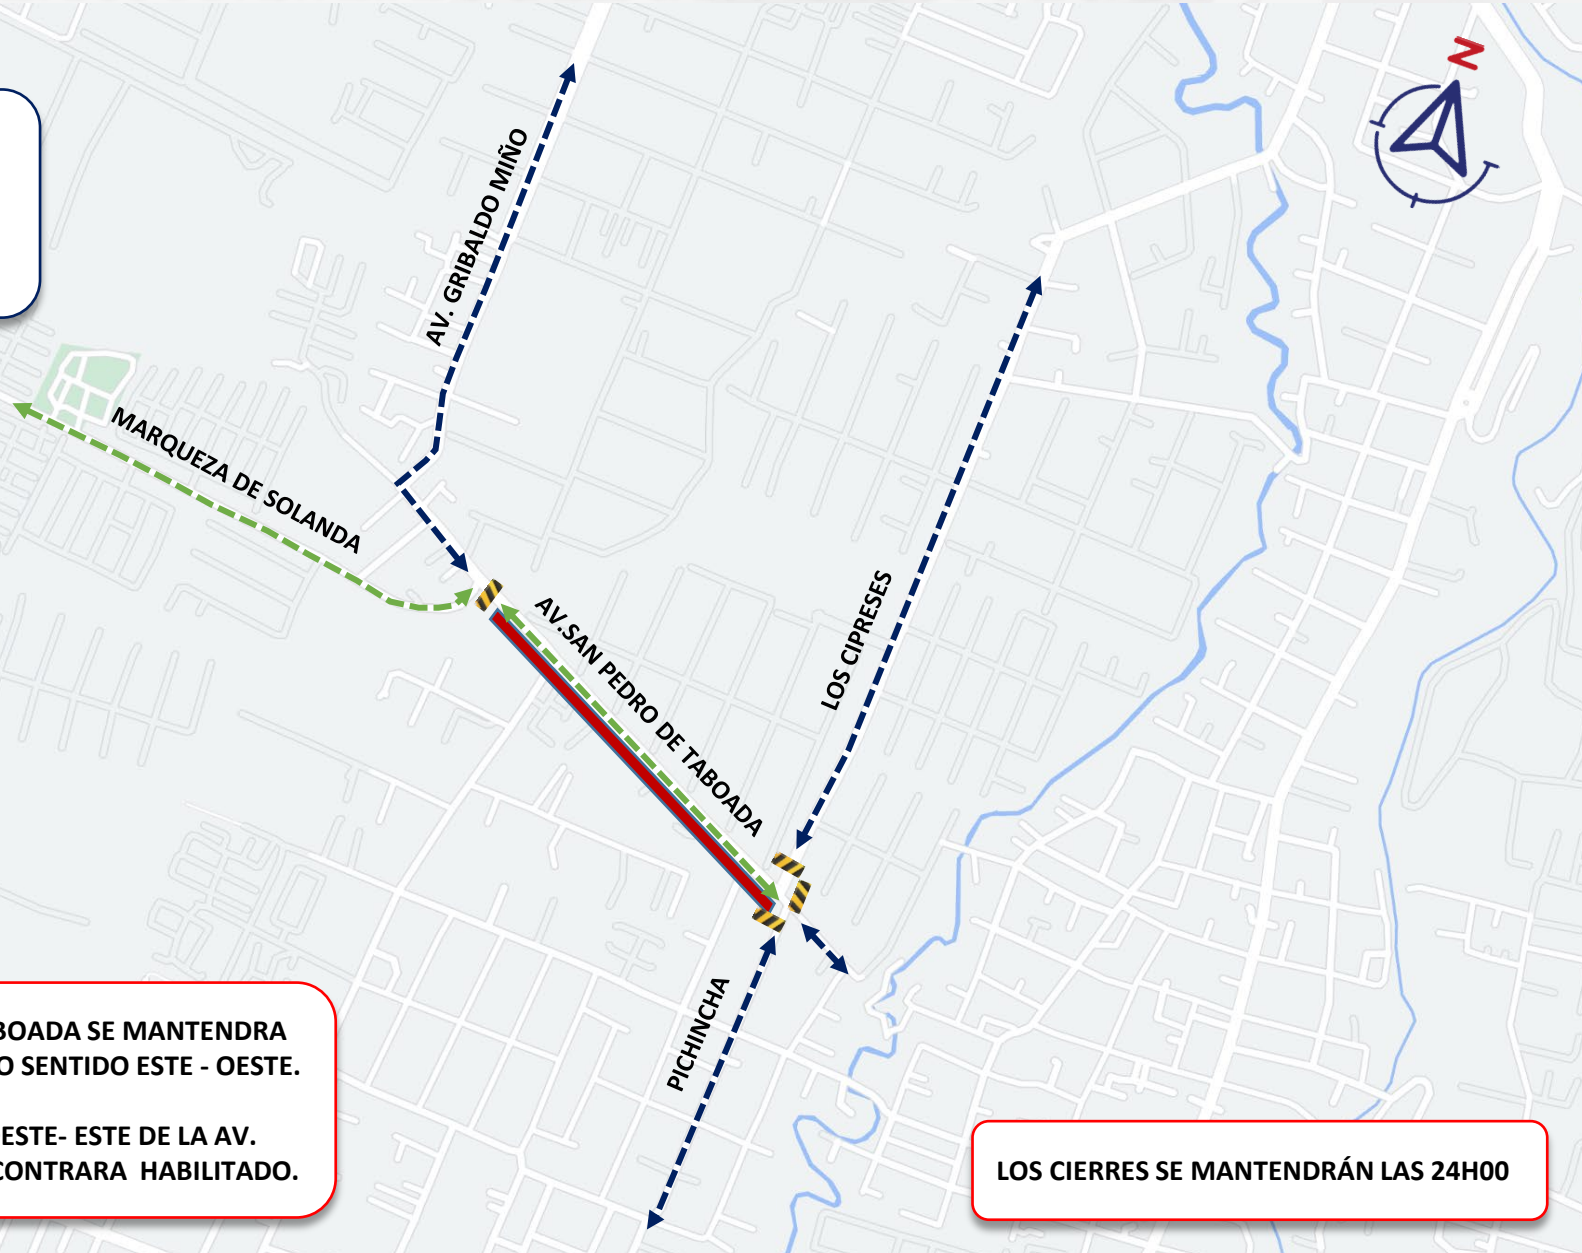 N
AV. GRIBALDO MIÑO
MARQUEZA DE SOLANDA
AV.SAN PEDRO DE TABOADA
LOS CIPRESES
PICHINCHA
BOADA SE MANTENDRA
O SENTIDO ESTE - OESTE.
ESTE- ESTE DE LA AV.
CONTRARA HABILITADO.
LOS CIERRES SE MANTENDRÁN LAS 24H00